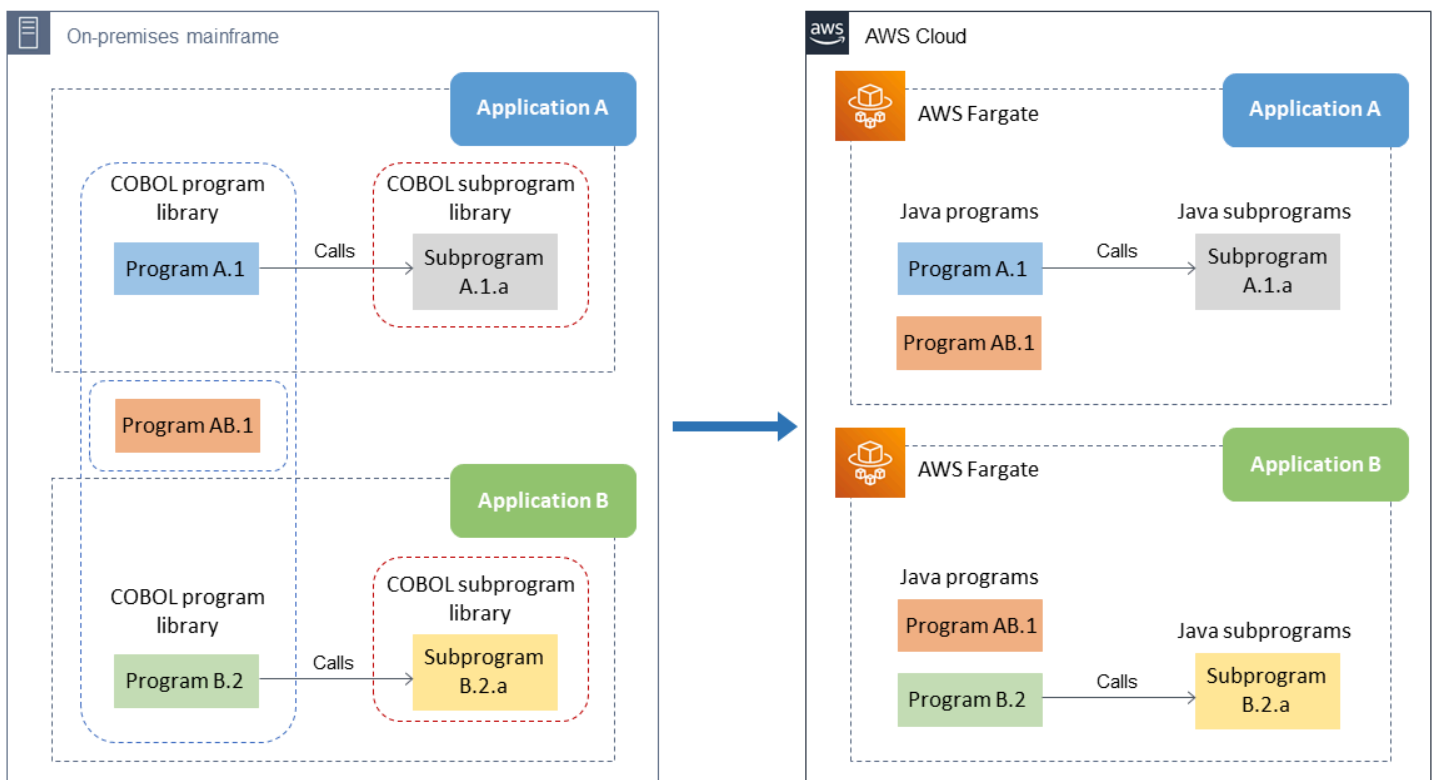 On-premises mainframe
Application A
COBOL program
library
COBOL subprogram
library
Program A.1
Calls
Subprogram
A.1.a
Program AB.1
Application B
COBOL program
library
COBOL subprogram
library
Program B.2
Calls
Subprogram
B.2.a
aws
AWS Cloud
AWS Fargate
Application A
Java programs
Java subprograms
Program A.1
Calls
Subprogram
A.1.a
Program AB.1
AWS Fargate
Application B
Java programs
Program AB.1
Java subprograms
Program B.2
Calls
Subprogram
B.2.a